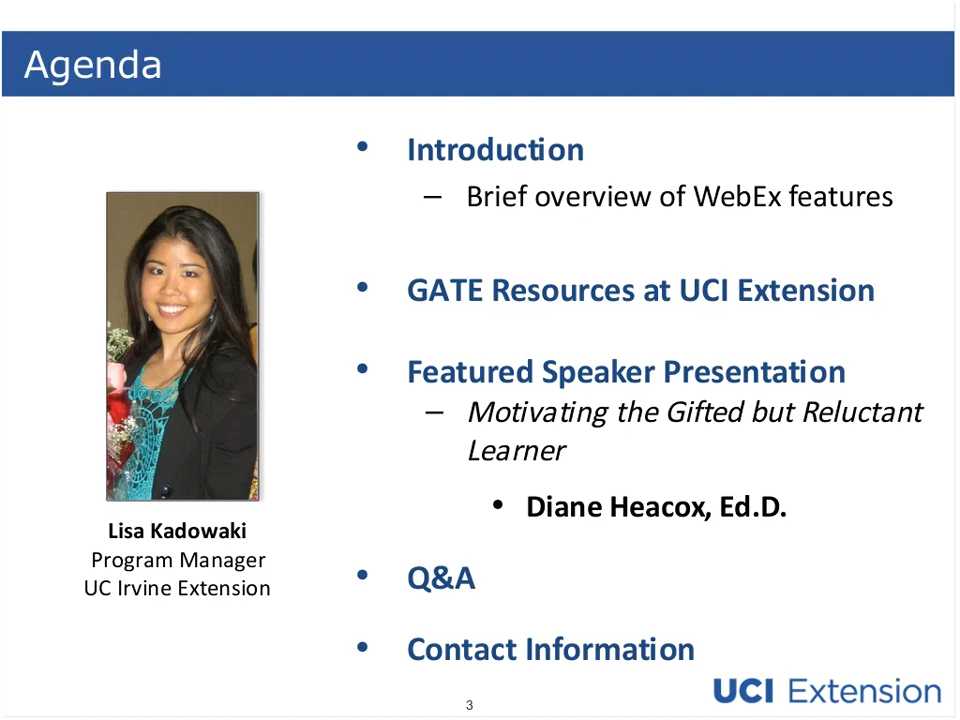 Agenda
• Introduction
– Brief overview of WebEx features
• GATE Resources at UCI Extension
• Featured Speaker Presentation
– Motivating the Gifted but Reluctant
Learner
• Diane Heacox, Ed.D.
• Q&A
• Contact Information
Lisa Kadowaki
Program Manager
UC Irvine Extension
3
UCI Extension